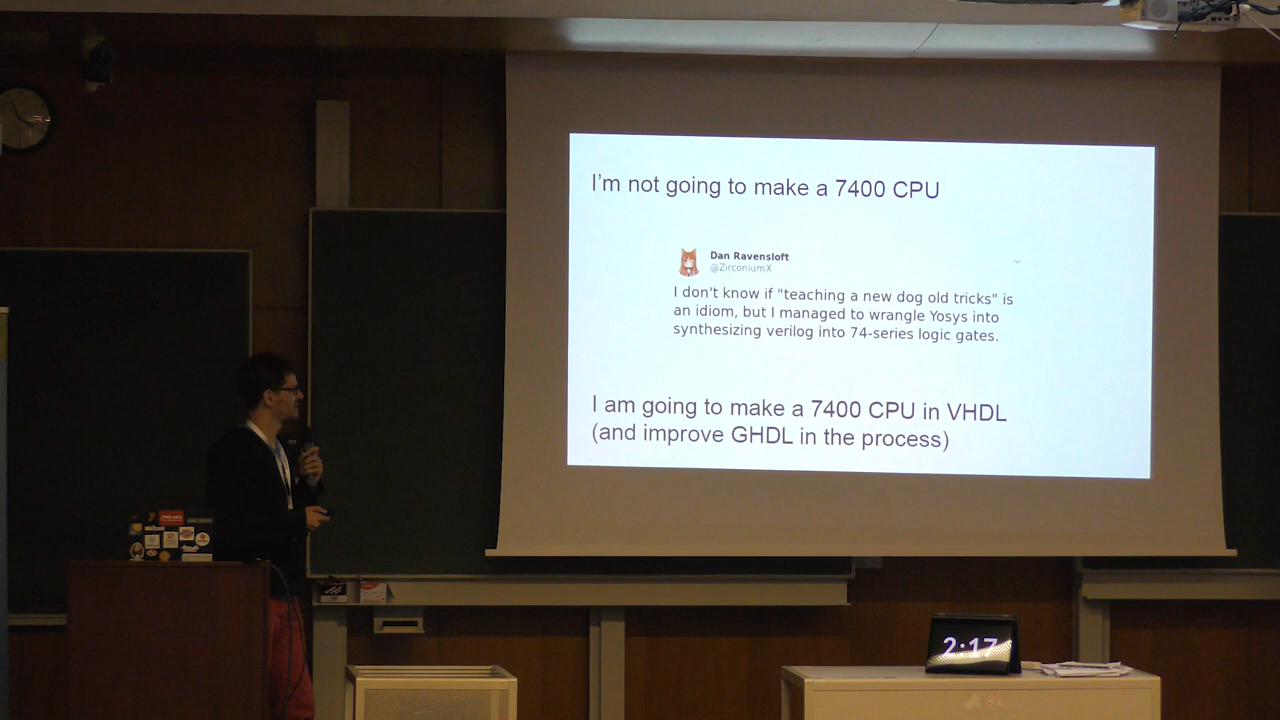 I'm not going to make a 7400 CPU
Dan Ravensloft
@ZirconiumX
I don't know if "teaching a new dog old tricks" is
an idiom, but I managed to wrangle Yosys into
synthesizing verilog into 74-series logic gates.
I am going to make a 7400 CPU in VHDL
(and improve GHDL in the process)
2:17